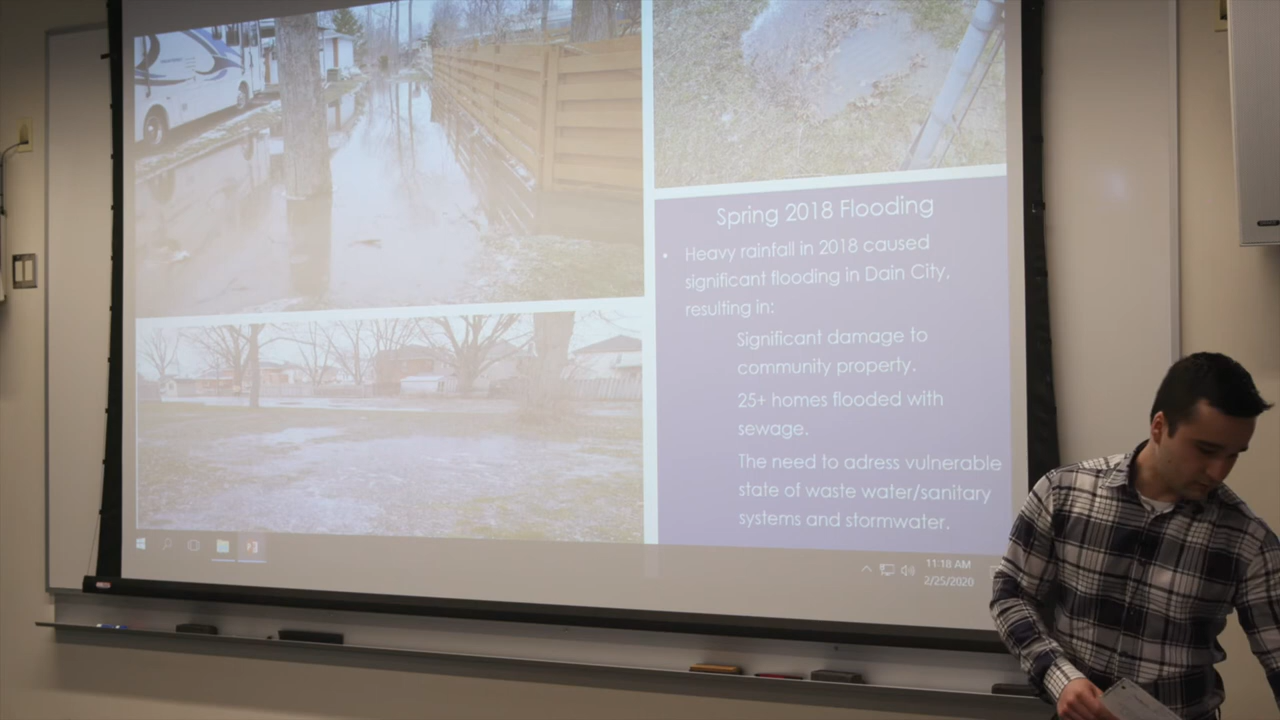 Spring 2018 Flooding
• Heavy rainfall in 2018 caused
significant flooding in Dain City,
resulting in:
Significant damage to
community property.
25+ homes flooded with
sewage.
The need to adress vulnerable
state of waste water/sanitary
systems and stormwater.
11:18 AM
2/25/2020